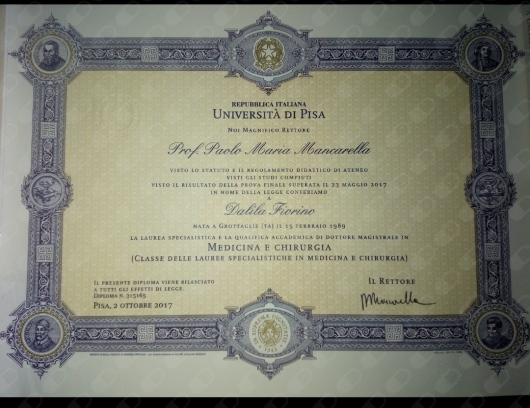 REPUBBLICA ITALIANA
UNIVERSITÀ DI PISA
NOI MAGNIFICO RETTORE
Prof. Paolo Maria Mancarella
VISTO LO STATUTO E IL REGOLAMENTO DIDATTICO DI ATENEO
VISTI GLI STUDI COMPIUTI
VISTO IL RISULTATO DELLA PROVA FINALE SUPERATA IL 23 MAGGIO 2017
IN NOME DELLA LEGGE CONFERIAMO
A
Dalila Fiorino
NATA A GROTTAGLIE (TA) IL 15 FEBBRAIO 1989
LA LAUREA SPECIALISTICA E LA QUALIFICA ACCADEMICA DI DOTTORE MAGISTRALE IN
MEDICINA E CHIRURGIA
(CLASSE DELLE LAUREE SPECIALISTICHE IN MEDICINA E CHIRURGIA)
IL PRESENTE DIPLOMA VIENE RILASCIATO
A TUTTI GLI EFFETTI DI LEGGE.
DIPLOMA N. 315165
PISA, 2 OTTOBRE 2017
IL RETTORE